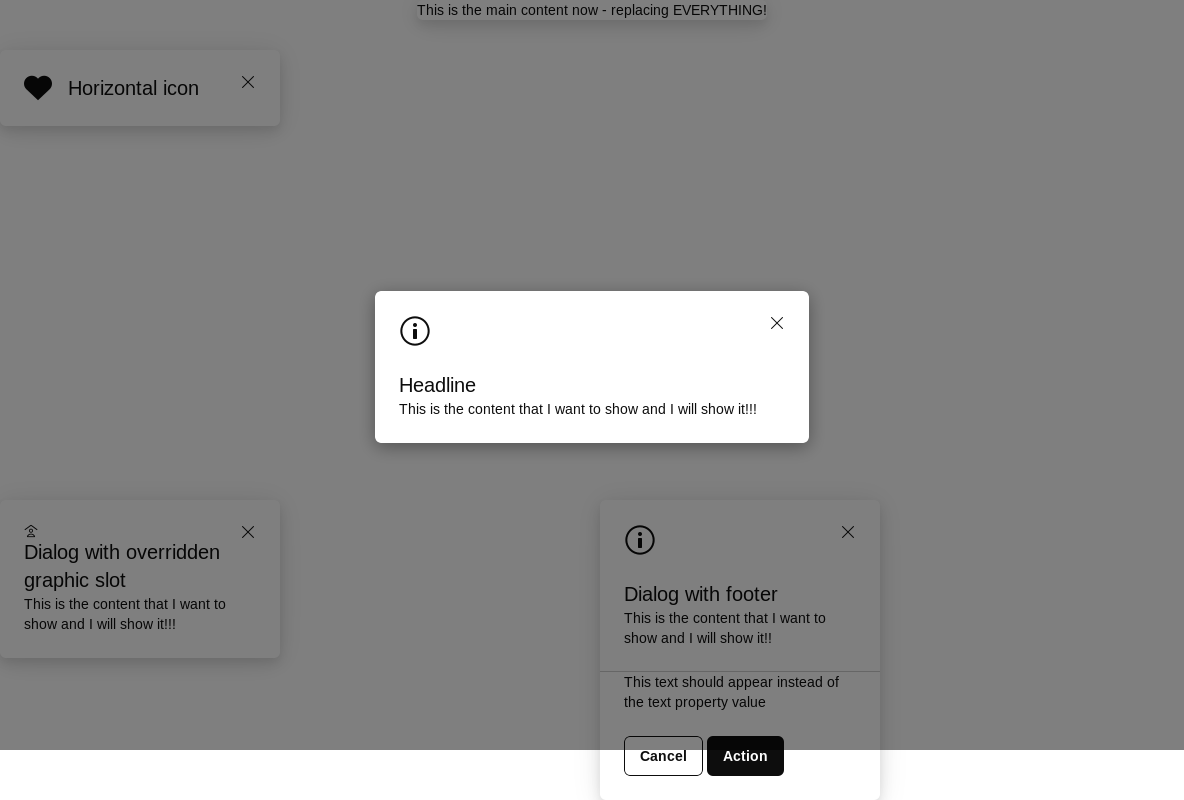 This is the main content now - replacing EVERYTHING!
Horizontal icon
Headline
This is the content that I want to show and I will show it!!!
Dialog with overridden
graphic slot
This is the content that I want to
show and I will show it!!!
Dialog with footer
This is the content that I want to
show and I will show it!!
This text should appear instead of
the text property value
Cancel Action